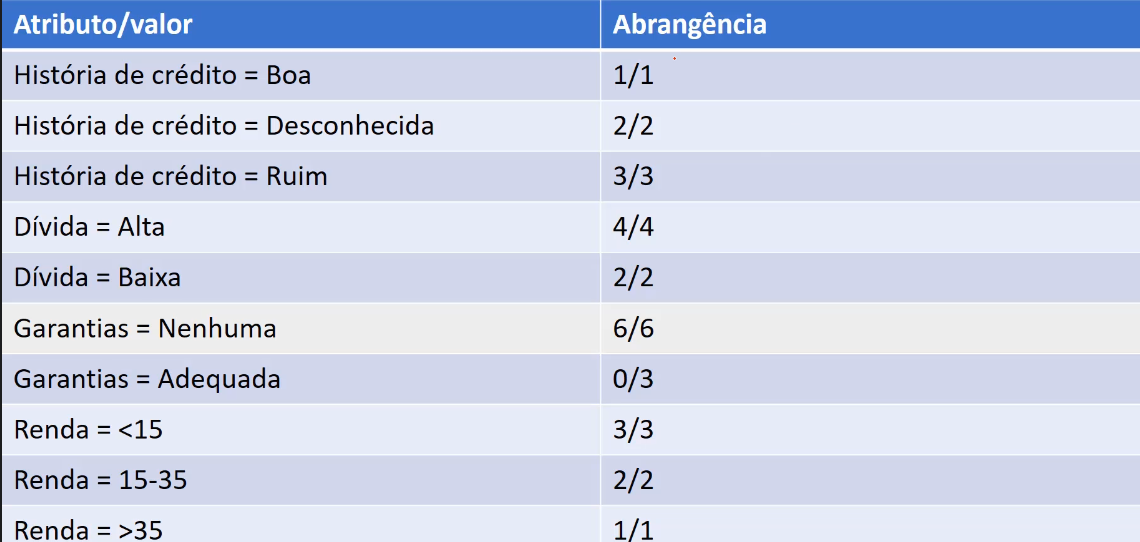 Atributo/valor Abrangência
História de crédito = Boa 1/1
História de crédito = Desconhecida 2/2
História de crédito = Ruim 3/3
Dívida = Alta 4/4
Dívida = Baixa 2/2
Garantias = Nenhuma 6/6
Garantias = Adequada 0/3
Renda = <15 3/3
Renda = 15-35 2/2
Renda = >35 1/1